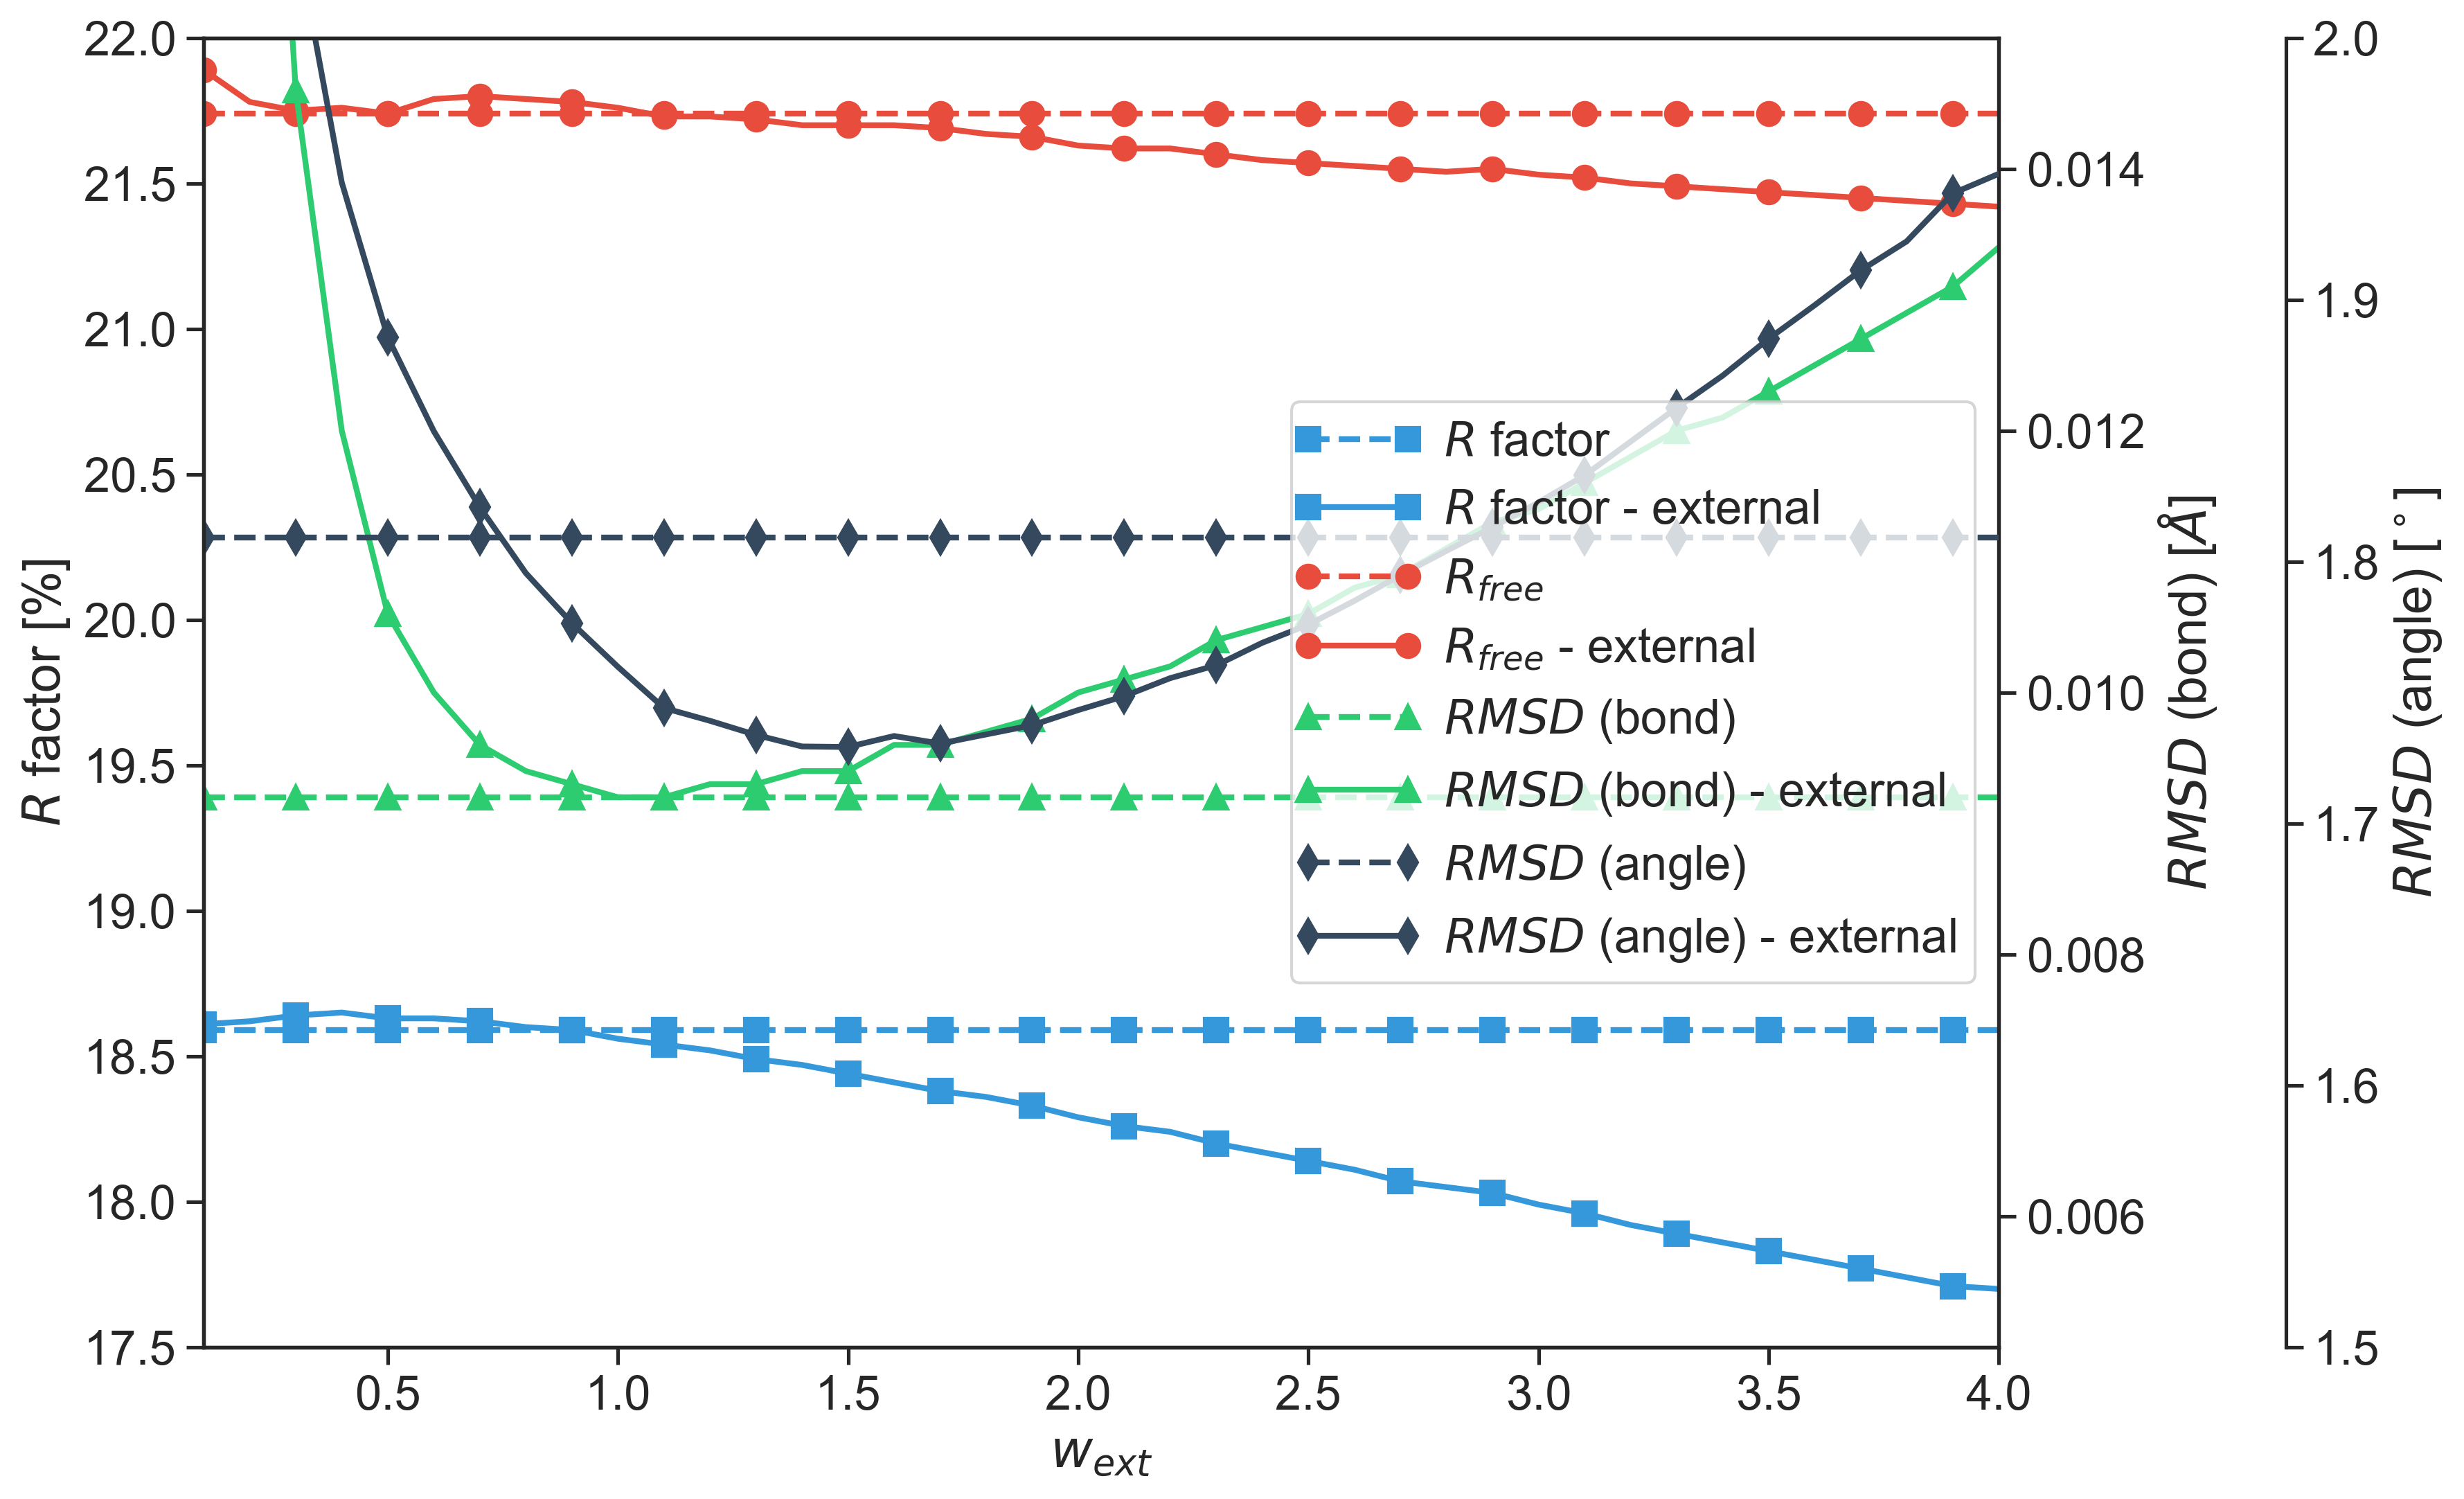 R factor [%]
22.0
21.5
21.0
20.5
20.0
19.5
19.0
18.5
18.0
17.5
0.5 1.0 1.5 2.0 2.5 3.0 3.5 4.0
w_ext
R factor
R factor - external
R_free
R_free - external
RMSD (bond)
RMSD (bond) - external
RMSD (angle)
RMSD (angle) - external
0.014
0.012
0.010
0.008
0.006
RMSD (bond) [Å]
2.0
1.9
1.8
1.7
1.6
1.5
RMSD (angle) [°]